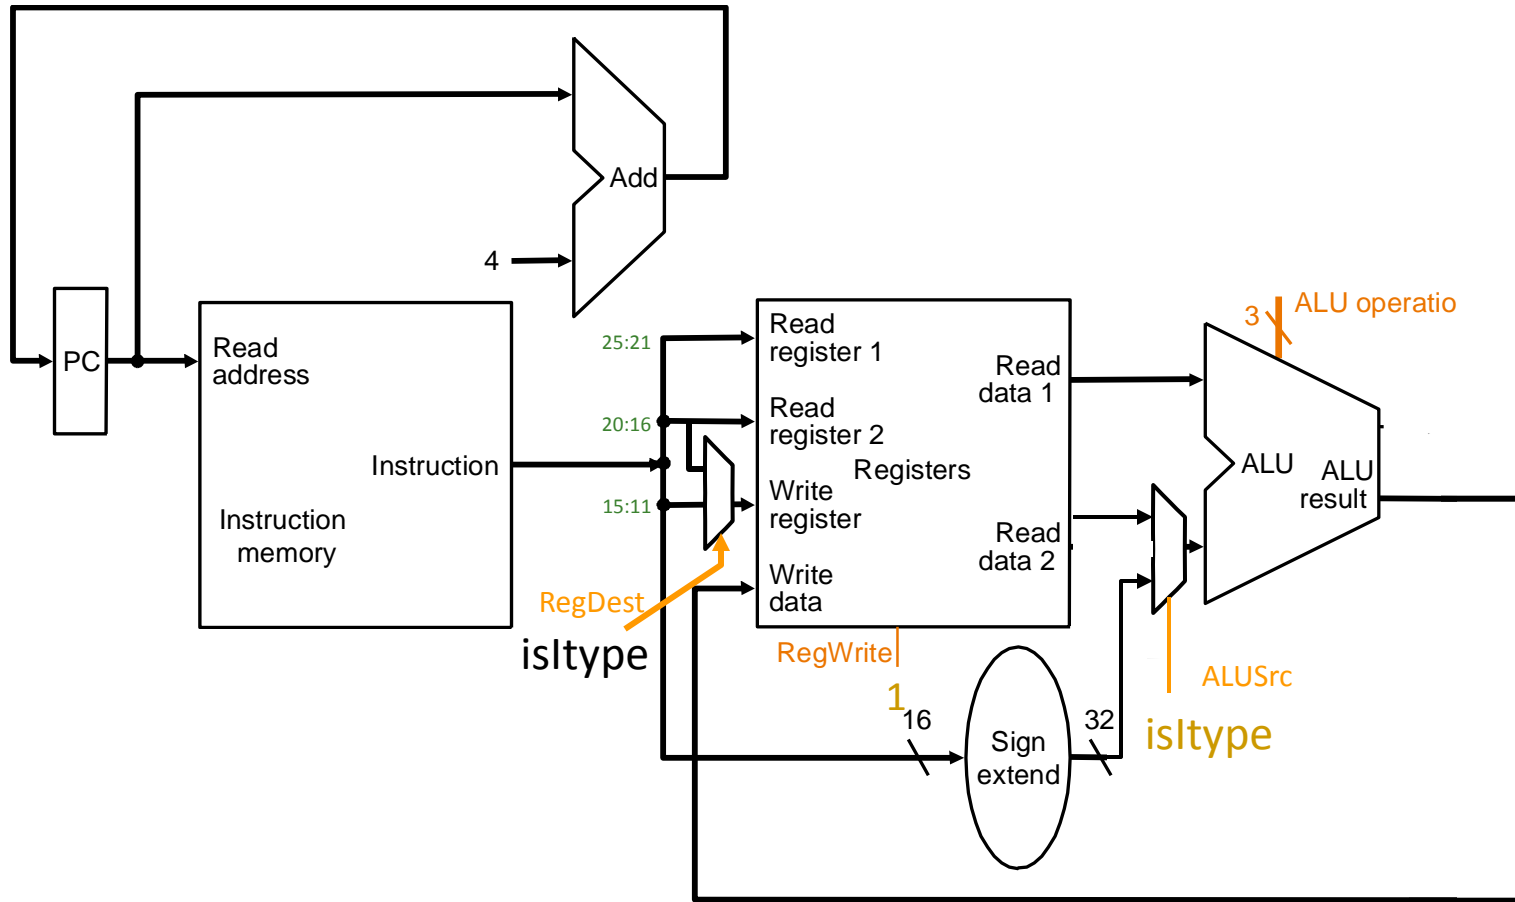 Add
4
PC
Read
address
Instruction
Instruction
memory
25:21
20:16
15:11
RegDest
isItype
Read
register 1
Read
register 2
Registers
Write
register
Write
data
Read
data 1
Read
data 2
RegWrite
1
16
Sign
extend
32
3
ALU operatio
ALU
ALU
result
ALUSrc
isItype